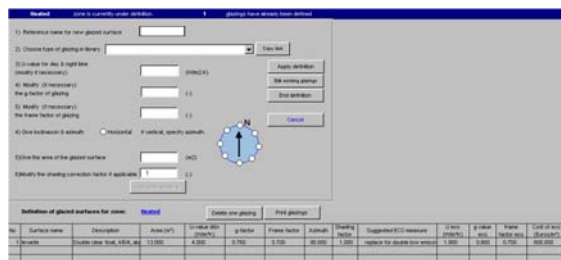 Heated zone is currently under definition. 1 glazings have already been defined
1) Reference name for new glazed surface
2) Choose type of glazing in library Copy text
3) U-value for day & night time
(modify if necessary) (W/m2.K)
Apply definition
Edit existing glazings
4) Modify (if necessary)
the g-factor of glazing (-)
End definition
5) Modify (if necessary)
the frame factor of glazing (-)
Cancel
4) Give inclination & azimuth Horizontal If vertical, specify azimuth N
5) Give the area of the glazed surface (m2)
6) Modify the shading correction factor if applicable 1 (-)
Definition of glazed surfaces for zone: Heated Delete one glazing Print glazings
No Surface name Description Area (m²) U-value d&n (W/m²K) g-factor Frame factor Azimuth Shading factor Suggested ECO measure U eco (W/m²K) g value eco frame factor eco Cost of eco (Euros/m²)
1 levante Double clear float, 4/6/4, alu 13,000 4,000 0,760 0,700 90,000 1,000 replace for double low emissi 1,900 0,660 0,700 600,000